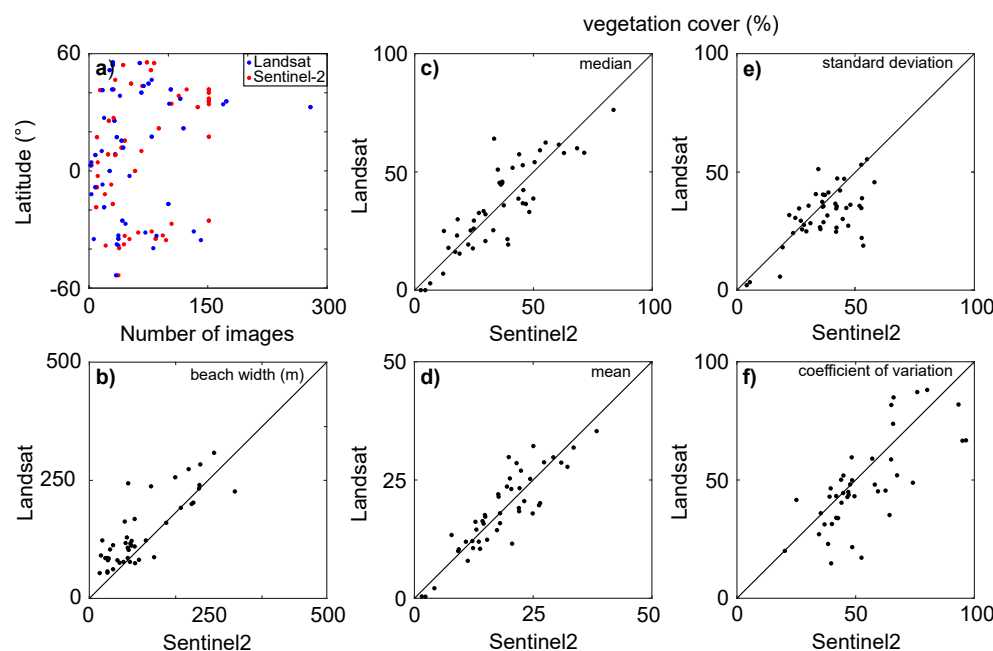 vegetation cover (%)
a)
Landsat
Sentinel-2
60
0
-60
Latitude (°)
0
150
300
Number of images
c)
median
100
50
0
Landsat
0
50
100
Sentinel2
e)
standard deviation
100
50
0
Landsat
0
50
100
Sentinel2
b)
beach width (m)
500
250
0
Landsat
0
250
500
Sentinel2
d)
mean
50
25
0
Landsat
0
25
50
Sentinel2
f)
coefficient of variation
100
50
0
Landsat
0
50
100
Sentinel2